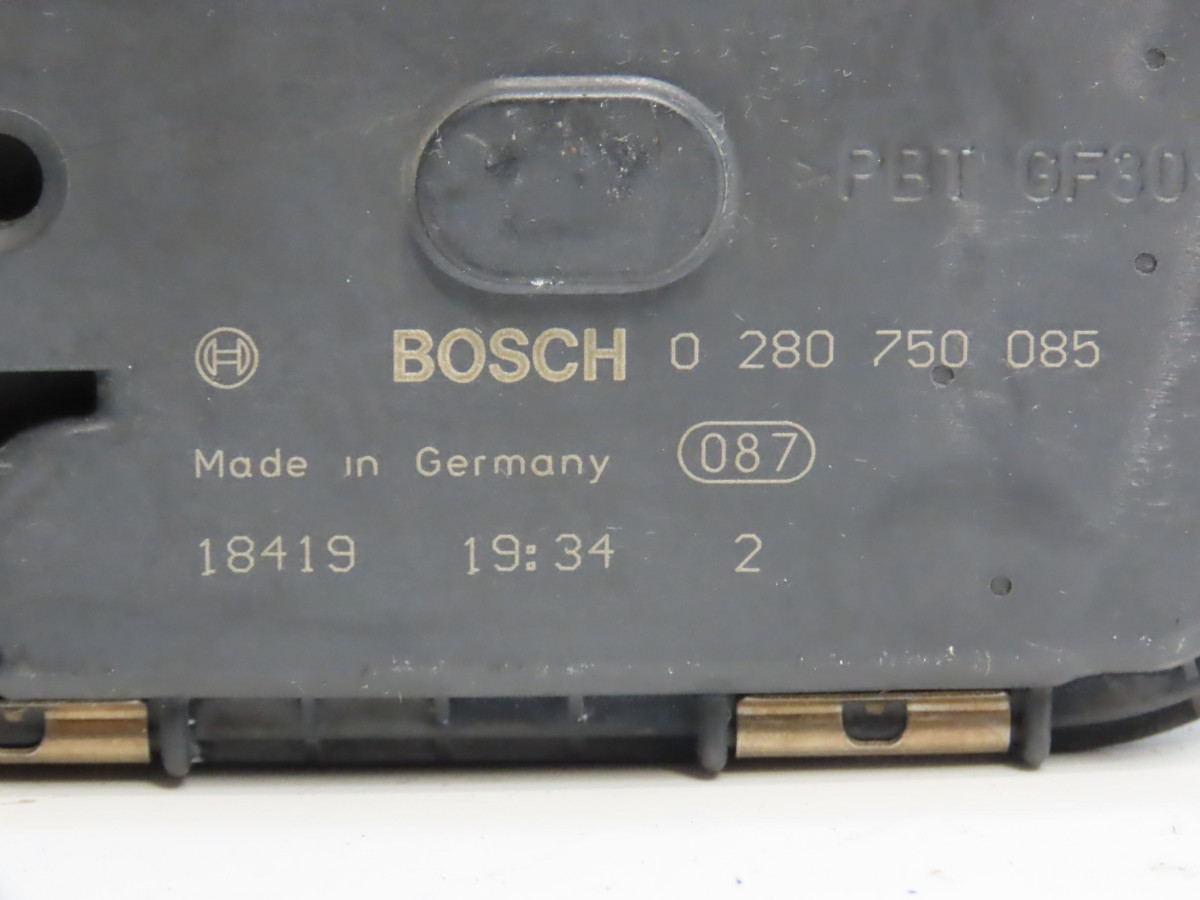 >PBT GF30
BOSCH 0 280 750 085
Made in Germany 087
18419 19:34 2